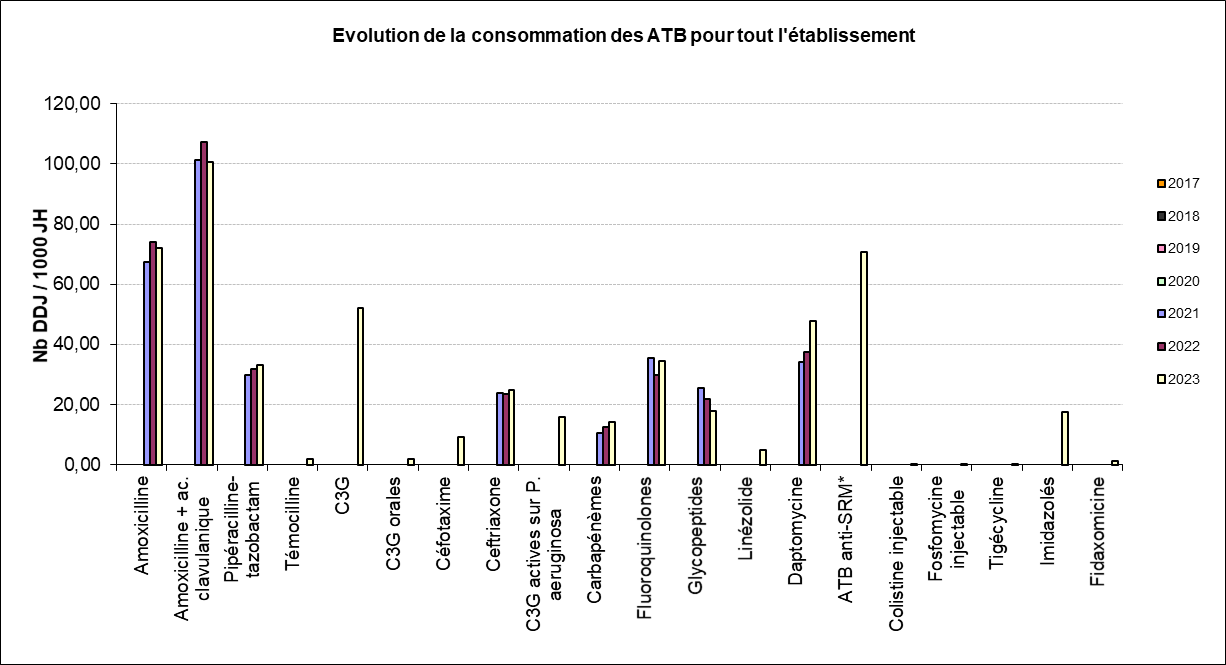 Evolution de la consommation des ATB pour tout l'établissement
Nb DDJ / 1000 JH
120,00
100,00
80,00
60,00
40,00
20,00
0,00
Amoxicilline
Amoxicilline + ac.
clavulanique
Pipéracilline-
tazobactam
Témocilline
C3G
C3G orales
Céfotaxime
Ceftriaxone
C3G actives sur P.
aeruginosa
Carbapénèmes
Fluoroquinolones
Glycopeptides
Linézolide
Daptomycine
ATB anti-SRM*
Colistine injectable
Fosfomycine
injectable
Tigécycline
Imidazolés
Fidaxomicine
2017
2018
2019
2020
2021
2022
2023